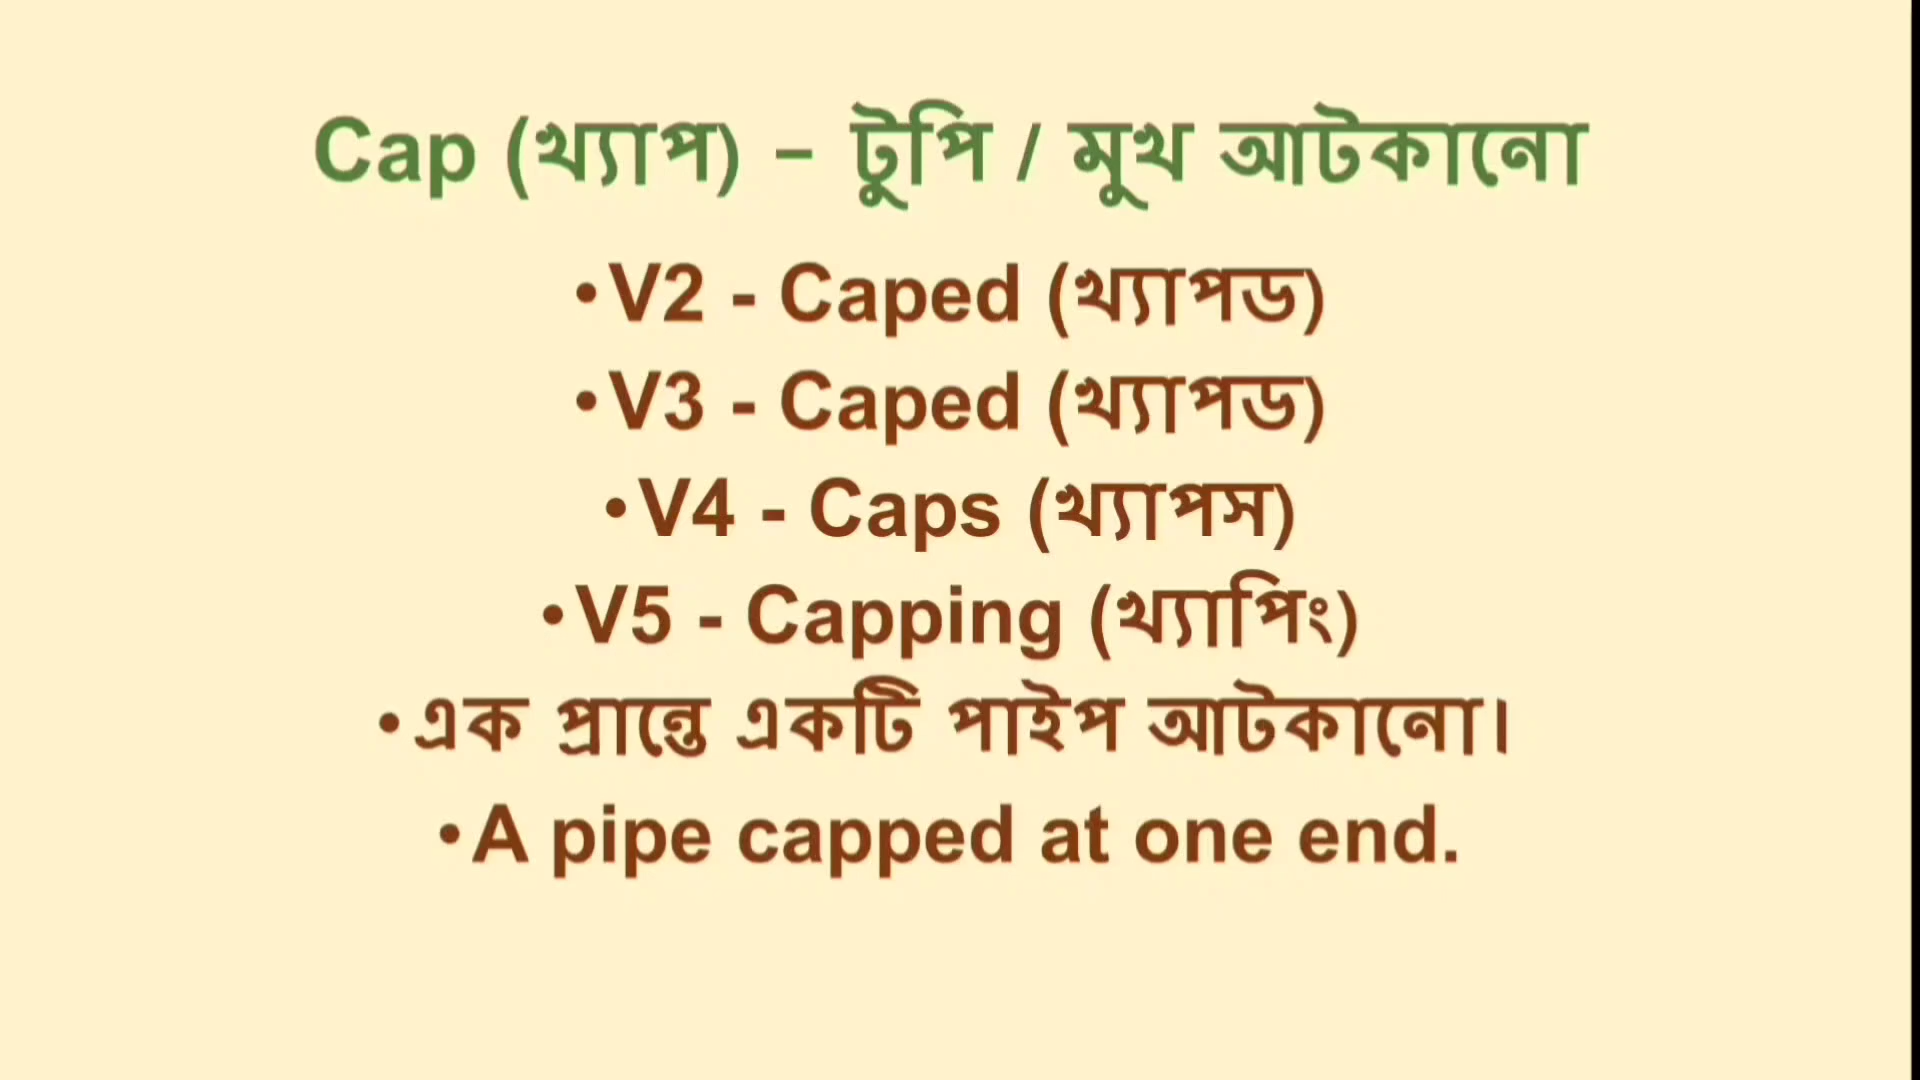 Cap (খ্যাপ) – টুপি / মুখ আটকানো
•V2 - Caped (খ্যাপড)
•V3 - Caped (খ্যাপড)
•V4 - Caps (খ্যাপস)
•V5 - Capping (খ্যাপিং)
•এক প্রান্তে একটি পাইপ আটকানো।
•A pipe capped at one end.